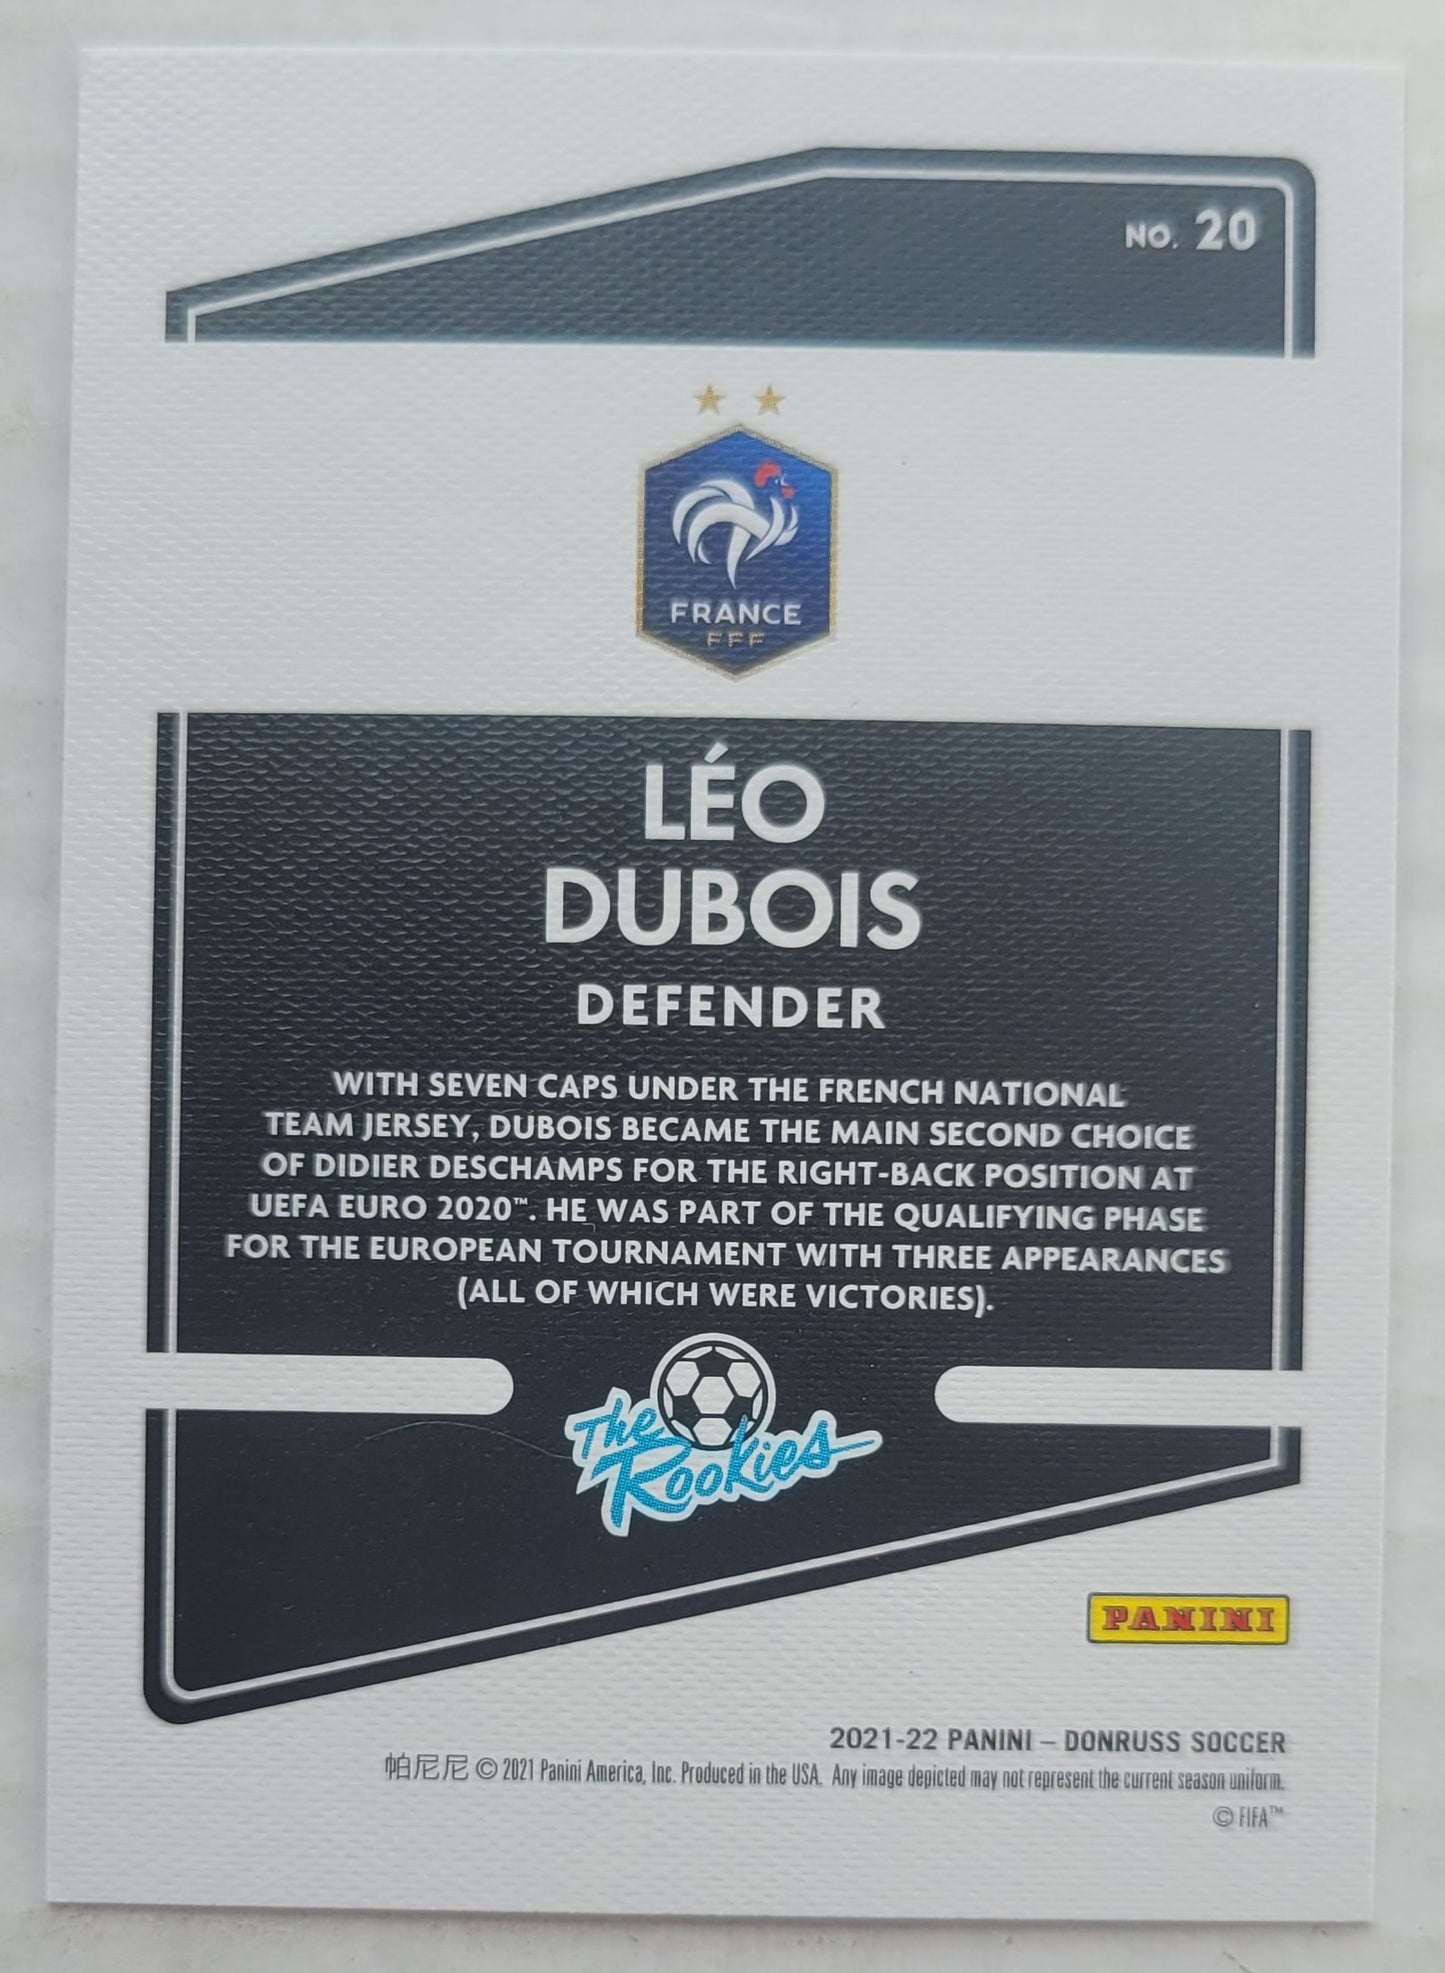 NO. 20
FRANCE
FFF
LÉO
DUBOIS
DEFENDER
WITH SEVEN CAPS UNDER THE FRENCH NATIONAL
TEAM JERSEY, DUBOIS BECAME THE MAIN SECOND CHOICE
OF DIDIER DESCHAMPS FOR THE RIGHT-BACK POSITION AT
UEFA EURO 2020™. HE WAS PART OF THE QUALIFYING PHASE
FOR THE EUROPEAN TOURNAMENT WITH THREE APPEARANCES
(ALL OF WHICH WERE VICTORIES).
The
Rookies
PANINI
2021-22 PANINI – DONRUSS SOCCER
帕尼尼 © 2021 Panini America, Inc. Produced in the USA. Any image depicted may not represent the current season uniform.
© FIFA™